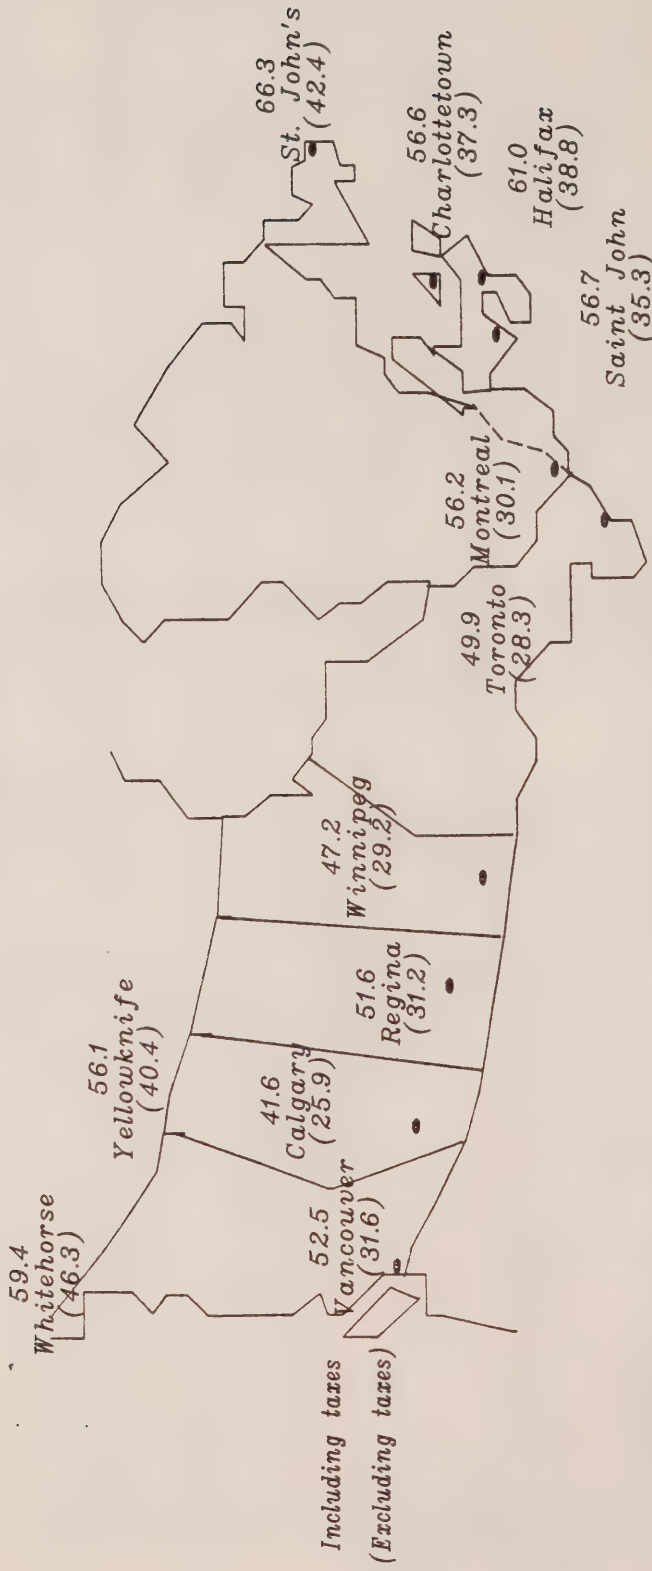 59.4
Whitehorse
(46.3)
56.1
Yellowknife
(40.4)
66.3
St. John's
(42.4)
52.5
Vancouver
(31.6)
41.6
Calgary
(25.9)
51.6
Regina
(31.2)
47.2
Winnipeg
(29.2)
49.9
Toronto
(28.3)
56.2
Montreal
(30.1)
56.6
Charlottetown
(37.3)
61.0
Halifax
(38.8)
56.7
Saint John
(35.3)
Including taxes
(Excluding taxes)